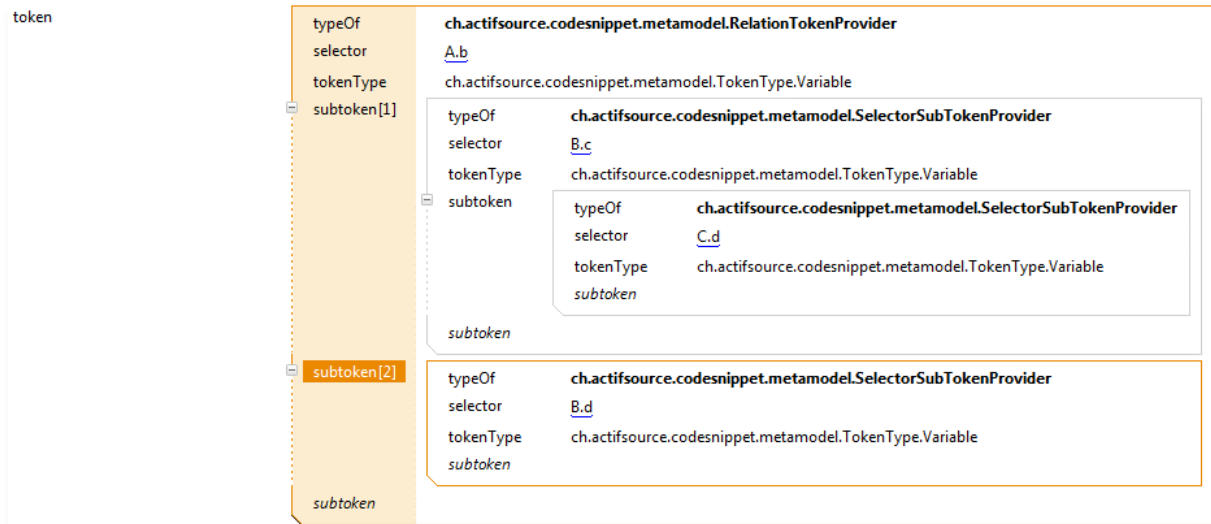 token
typeOf ch.actifsource.codesnippet.metamodel.RelationTokenProvider
selector A.b
tokenType ch.actifsource.codesnippet.metamodel.TokenType.Variable
subtoken[1]
typeOf ch.actifsource.codesnippet.metamodel.SelectorSubTokenProvider
selector B.c
tokenType ch.actifsource.codesnippet.metamodel.TokenType.Variable
subtoken
typeOf ch.actifsource.codesnippet.metamodel.SelectorSubTokenProvider
selector C.d
tokenType ch.actifsource.codesnippet.metamodel.TokenType.Variable
subtoken
subtoken
subtoken[2]
typeOf ch.actifsource.codesnippet.metamodel.SelectorSubTokenProvider
selector B.d
tokenType ch.actifsource.codesnippet.metamodel.TokenType.Variable
subtoken
subtoken